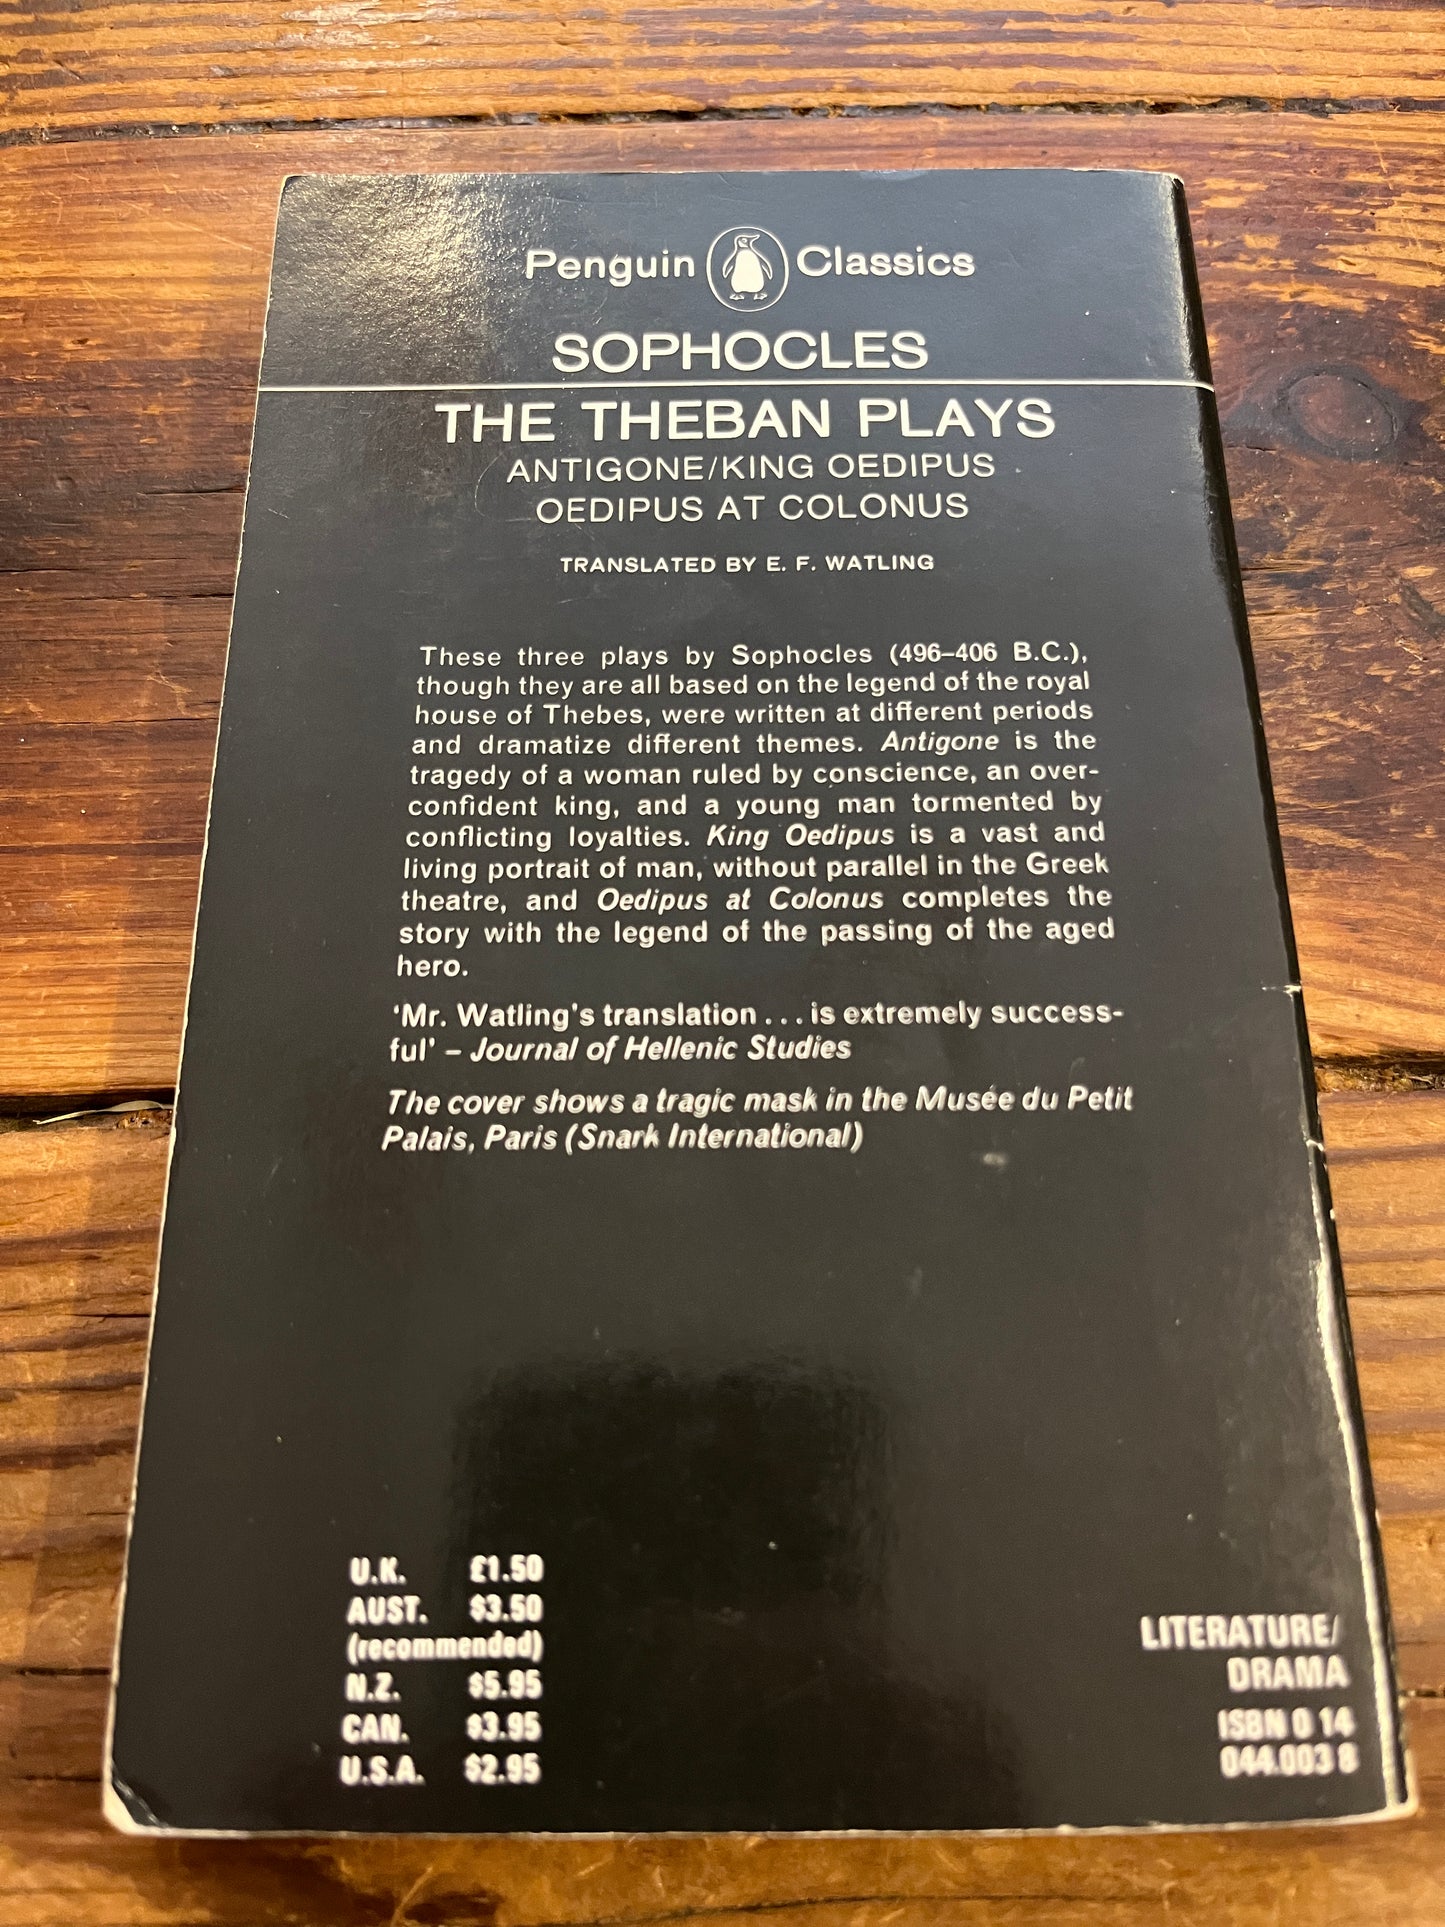 Penguin Classics
SOPHOCLES
THE THEBAN PLAYS
ANTIGONE/KING OEDIPUS
OEDIPUS AT COLONUS
TRANSLATED BY E. F. WATLING
These three plays by Sophocles (496–406 B.C.),
though they are all based on the legend of the royal
house of Thebes, were written at different periods
and dramatize different themes. Antigone is the
tragedy of a woman ruled by conscience, an over-
confident king, and a young man tormented by
conflicting loyalties. King Oedipus is a vast and
living portrait of man, without parallel in the Greek
theatre, and Oedipus at Colonus completes the
story with the legend of the passing of the aged
hero.
‘Mr. Watling's translation . . . is extremely success-
ful' – Journal of Hellenic Studies
The cover shows a tragic mask in the Musée du Petit
Palais, Paris (Snark International)
U.K. £1.50
AUST. $3.50
(recommended)
N.Z. $5.95
CAN. $3.95
U.S.A. $2.95
LITERATURE/
DRAMA
ISBN 0 14
044.003 8